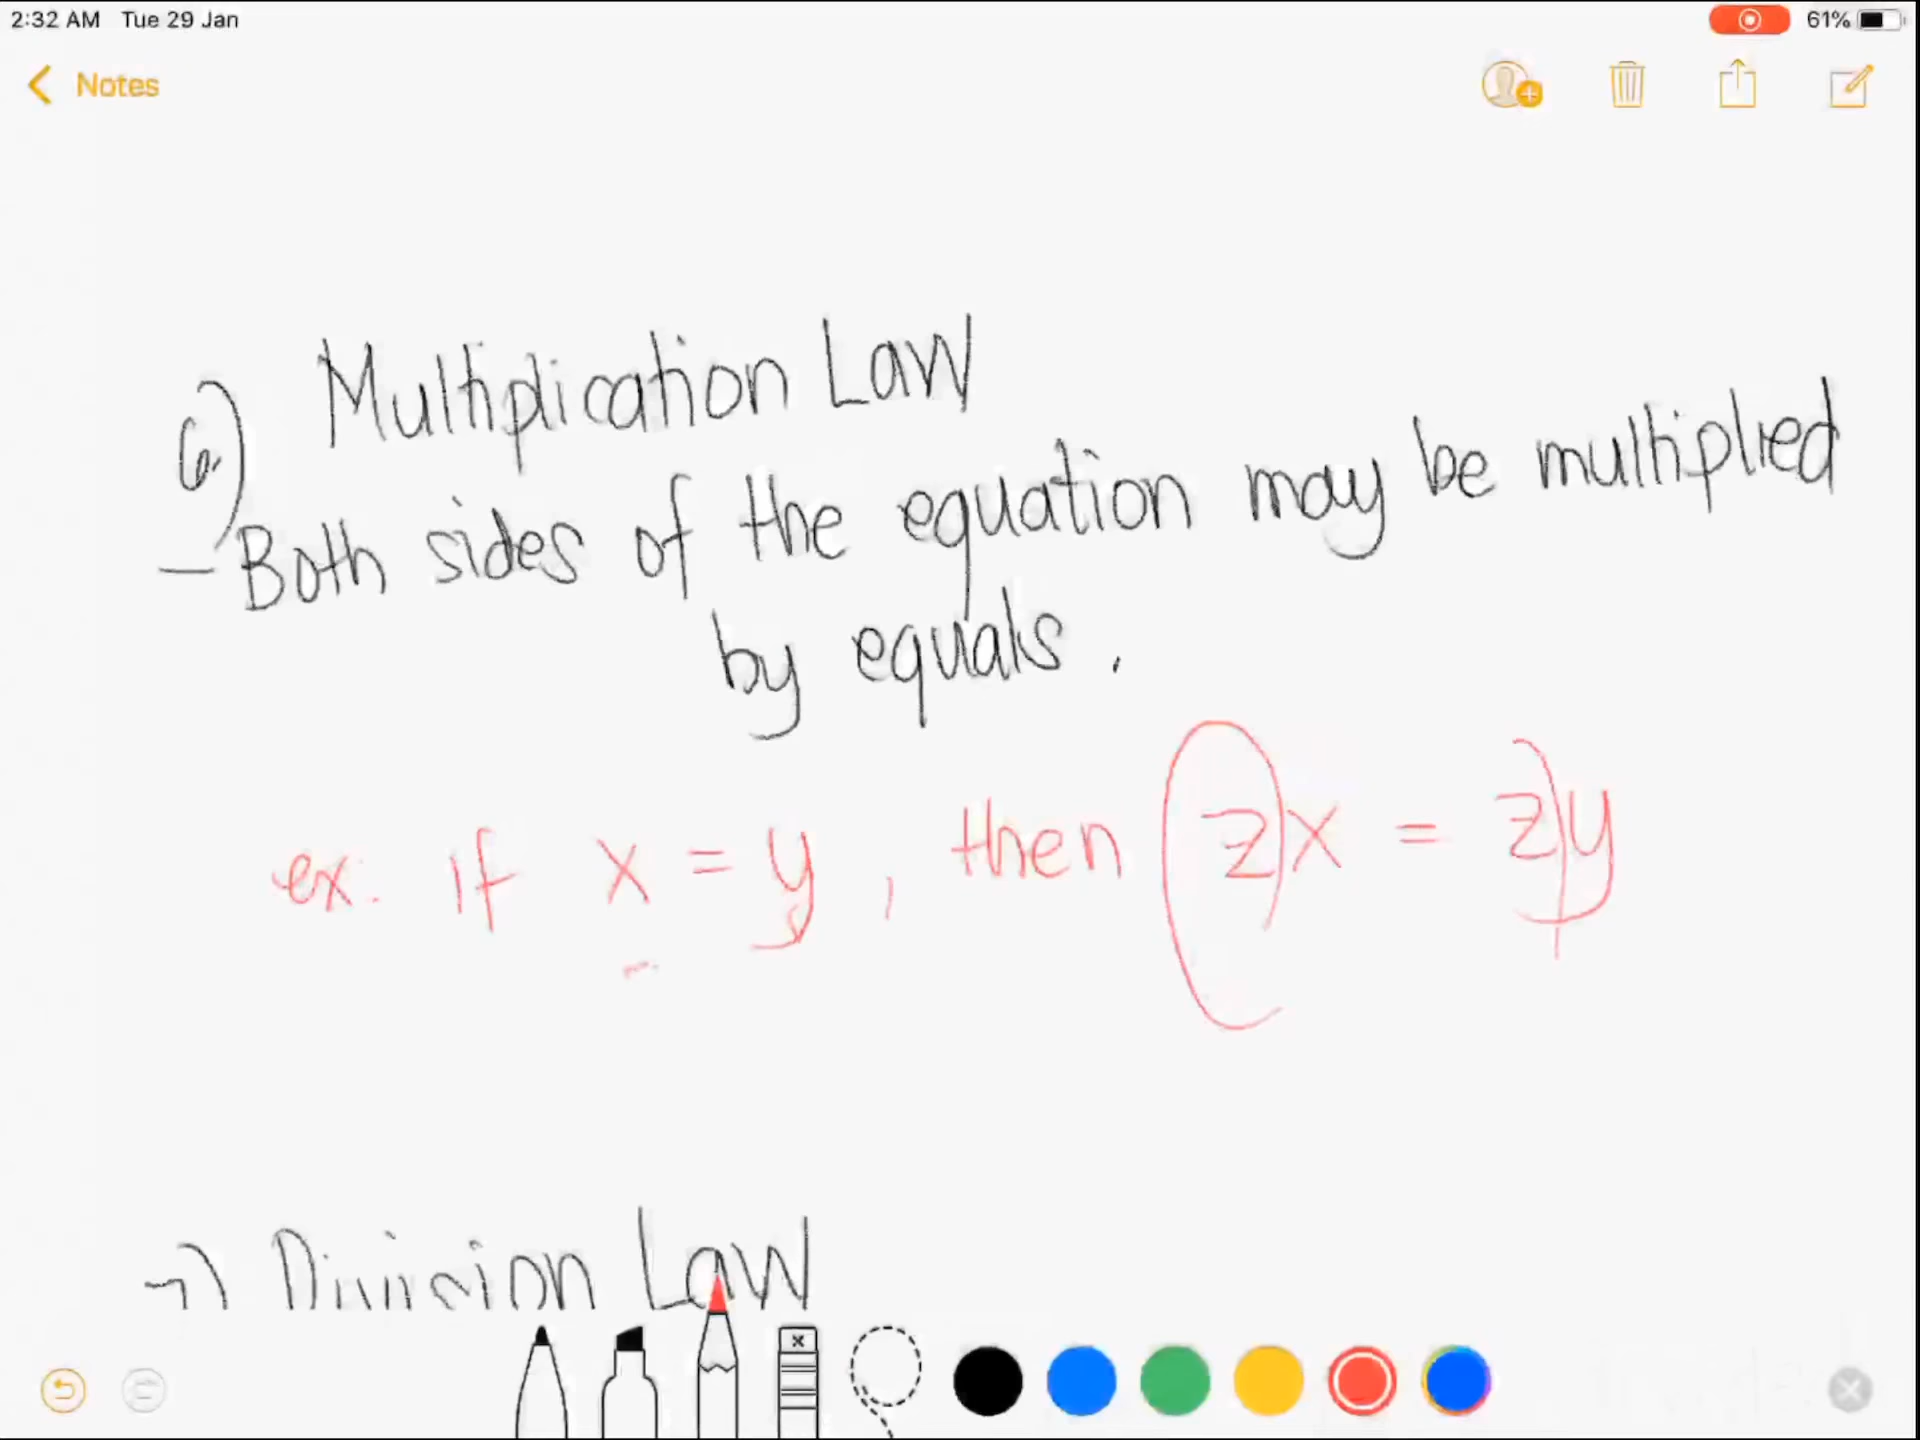 2:32 AM Tue 29 Jan
61%
Notes
6) Multiplication Law
- Both sides of the equation may be multiplied
by equals.
ex. if x = y, then zx = zy
7) Division Law